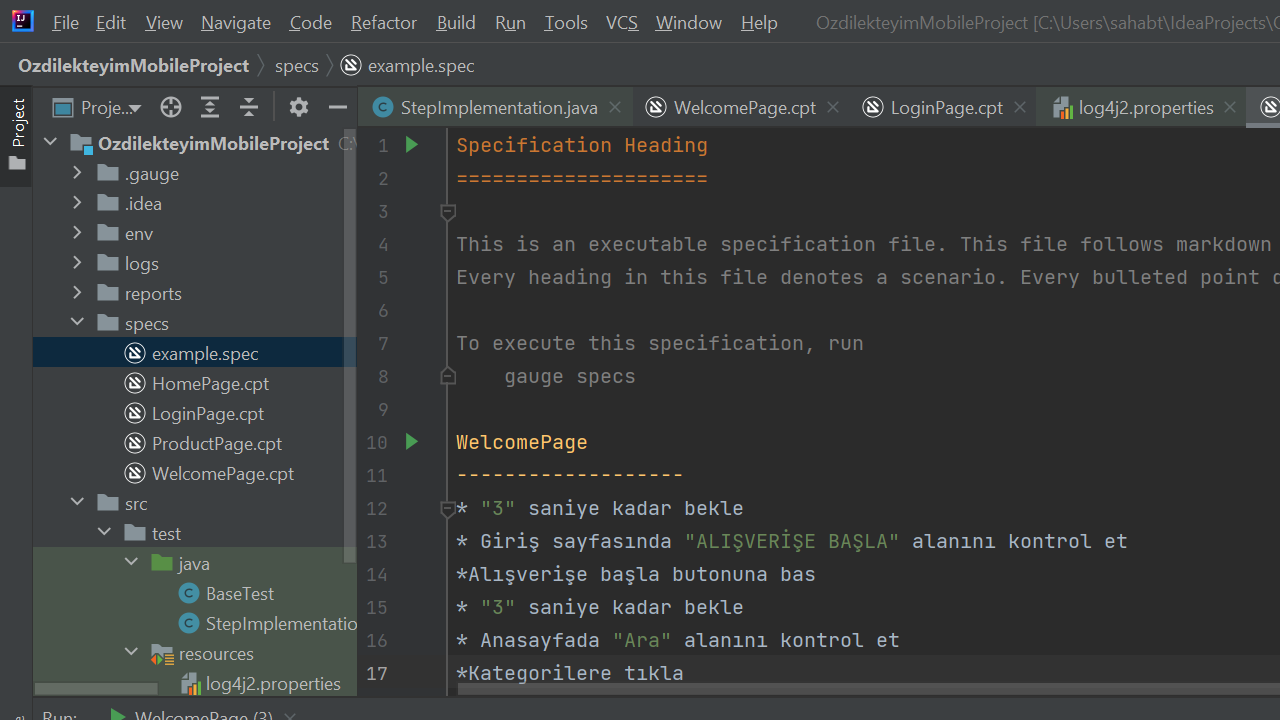 File Edit View Navigate Code Refactor Build Run Tools VCS Window Help OzdilekteyimMobileProject [C:\Users\sahabt\IdeaProjects\
OzdilekteyimMobileProject specs example.spec
Project
Proje... StepImplementation.java WelcomePage.cpt LoginPage.cpt log4j2.properties
OzdilekteyimMobileProject
.gauge
.idea
env
logs
reports
specs
example.spec
HomePage.cpt
LoginPage.cpt
ProductPage.cpt
WelcomePage.cpt
src
test
java
BaseTest
StepImplementatio
resources
log4j2.properties
1 Specification Heading
2 =====================
3
4 This is an executable specification file. This file follows markdown
5 Every heading in this file denotes a scenario. Every bulleted point
6
7 To execute this specification, run
8 gauge specs
9
10 WelcomePage
11 -------------------
12 * "3" saniye kadar bekle
13 * Giriş sayfasında "ALIŞVERİŞE BAŞLA" alanını kontrol et
14 *Alışverişe başla butonuna bas
15 * "3" saniye kadar bekle
16 * Anasayfada "Ara" alanını kontrol et
17 *Kategorilere tıkla
Run: WelcomePage (3)